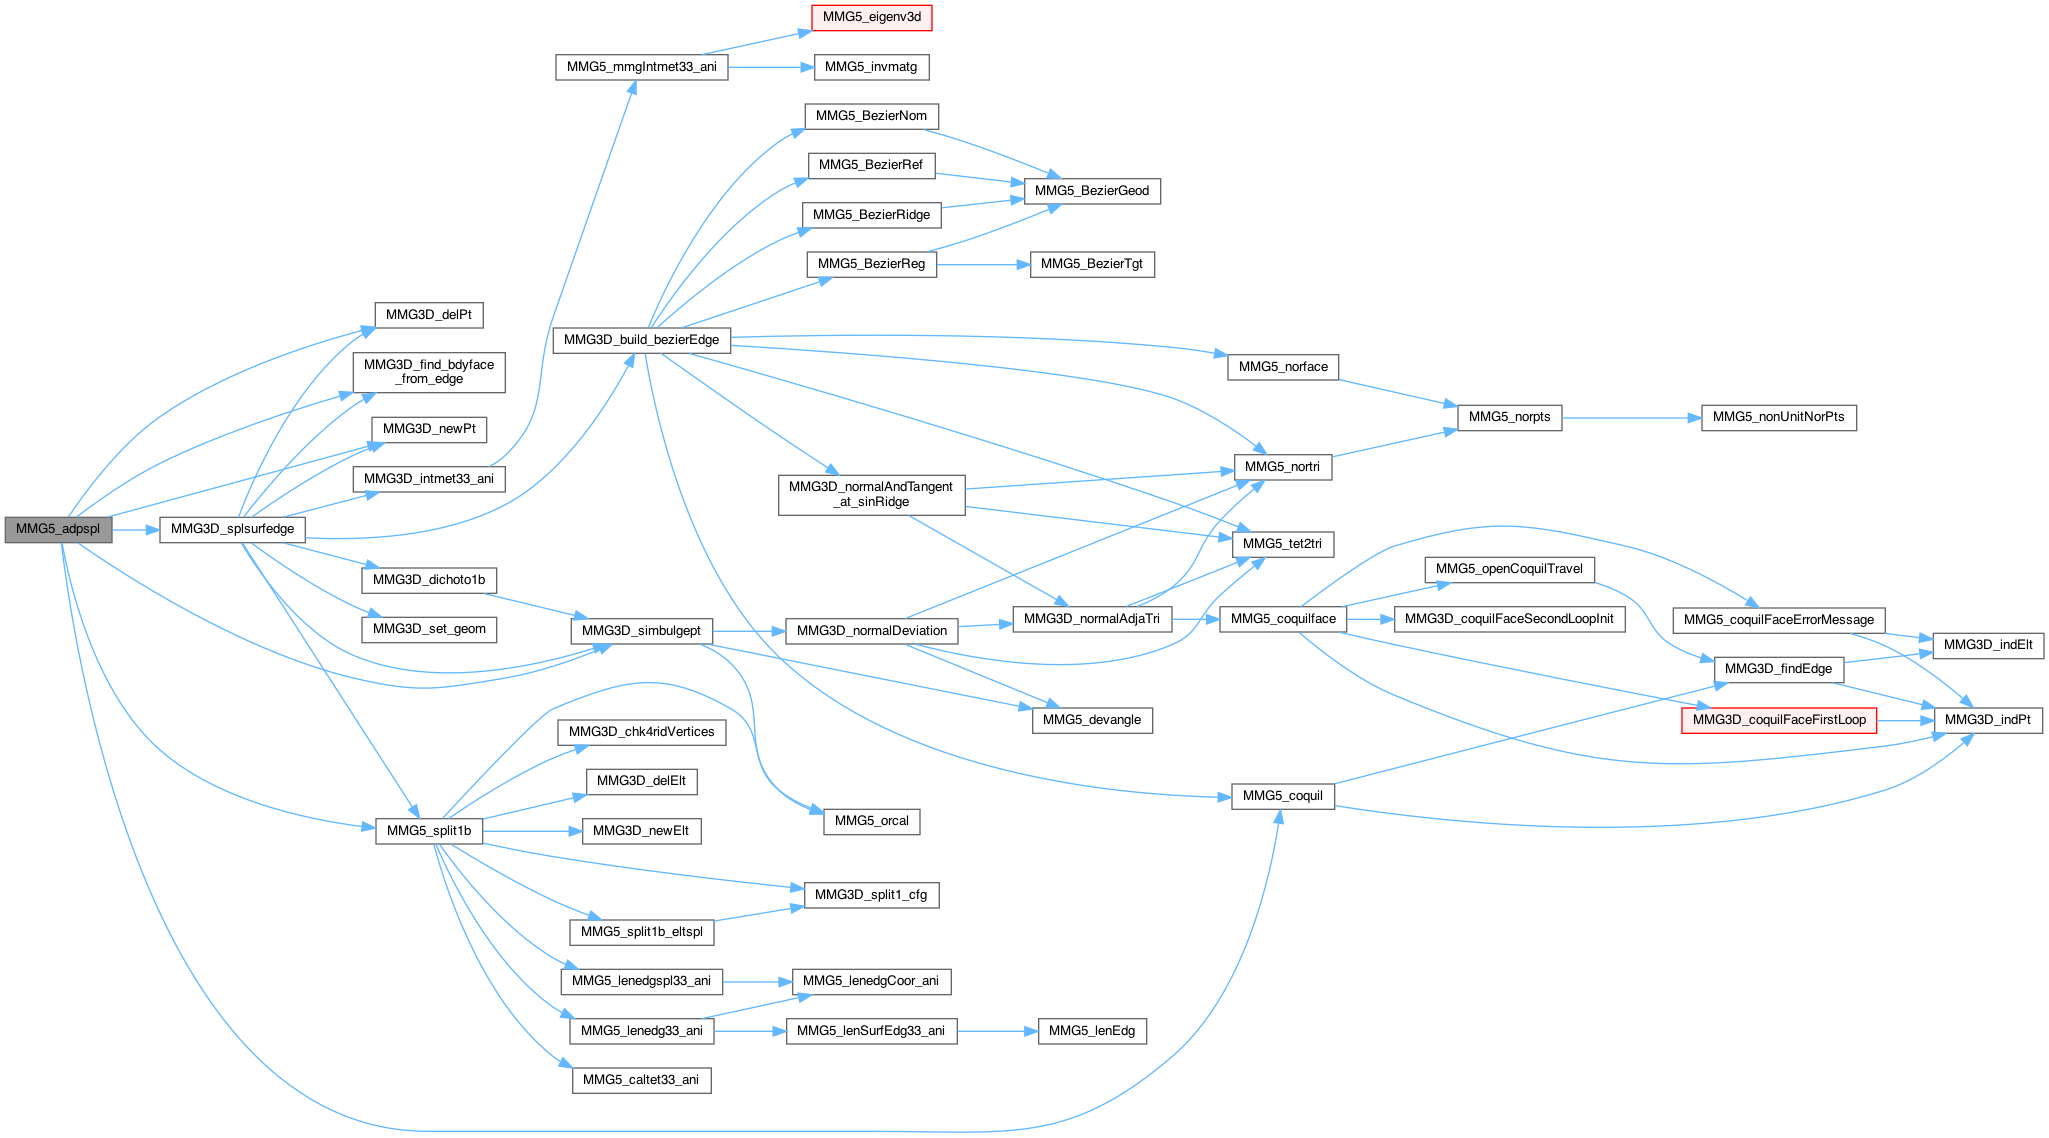 MMG5_eigenv3d
MMG5_mmgIntmet33_ani
MMG5_invmatg
MMG5_BezierNom
MMG5_BezierRef
MMG5_BezierGeod
MMG5_BezierRidge
MMG5_BezierReg
MMG5_BezierTgt
MMG3D_delPt
MMG3D_build_bezierEdge
MMG3D_find_bdyface
_from_edge
MMG5_norface
MMG3D_newPt
MMG5_norpts
MMG5_nonUnitNorPts
MMG3D_intmet33_ani
MMG5_nortri
MMG3D_normalAndTangent
_at_sinRidge
MMG5_adpspl
MMG3D_splsurfedge
MMG5_tet2tri
MMG3D_dichoto1b
MMG5_openCoquilTravel
MMG3D_set_geom
MMG3D_simbulgept
MMG3D_normalDeviation
MMG3D_normalAdjaTri
MMG5_coquilface
MMG3D_coquilFaceSecondLoopInit
MMG5_coquilFaceErrorMessage
MMG3D_indElt
MMG3D_findEdge
MMG5_devangle
MMG3D_coquilFaceFirstLoop
MMG3D_indPt
MMG3D_chk4ridVertices
MMG3D_delElt
MMG5_coquil
MMG5_split1b
MMG3D_newElt
MMG5_orcal
MMG3D_split1_cfg
MMG5_split1b_eltspl
MMG5_lenedgspl33_ani
MMG5_lenedgCoor_ani
MMG5_lenedg33_ani
MMG5_lenSurfEdg33_ani
MMG5_lenEdg
MMG5_caltet33_ani